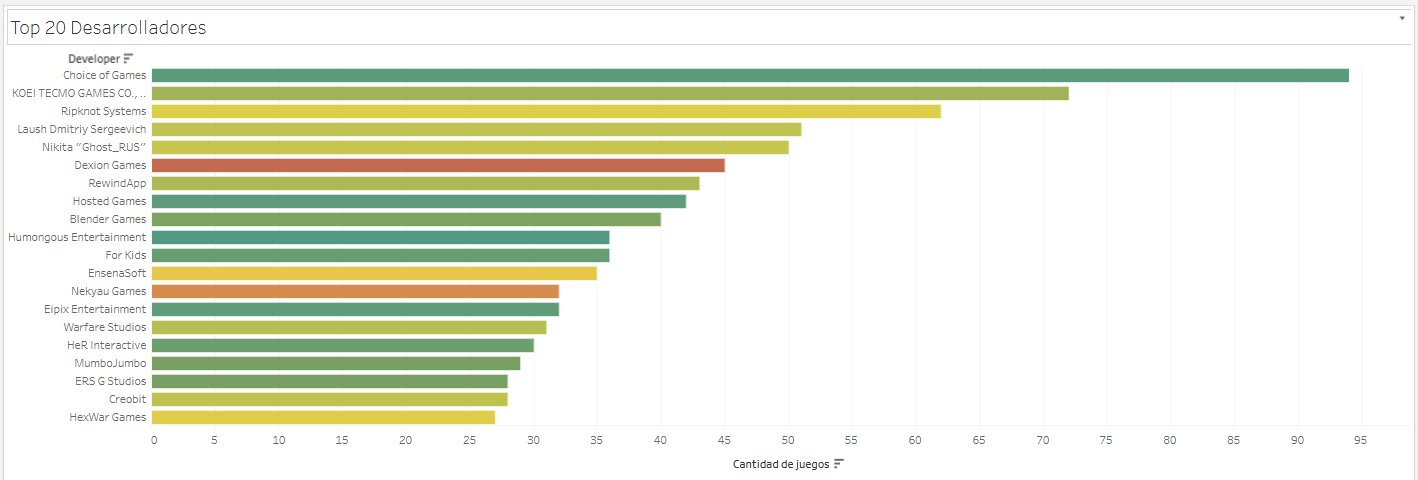 Top 20 Desarrolladores
Developer
Choice of Games
KOEI TECMO GAMES CO., ..
Ripknot Systems
Laush Dmitriy Sergeevich
Nikita "Ghost_RUS"
Dexion Games
RewindApp
Hosted Games
Blender Games
Humongous Entertainment
For Kids
EnsenaSoft
Nekyau Games
Eipix Entertainment
Warfare Studios
HeR Interactive
MumboJumbo
ERS G Studios
Creobit
HexWar Games
0 5 10 15 20 25 30 35 40 45 50 55 60 65 70 75 80 85 90 95
Cantidad de juegos